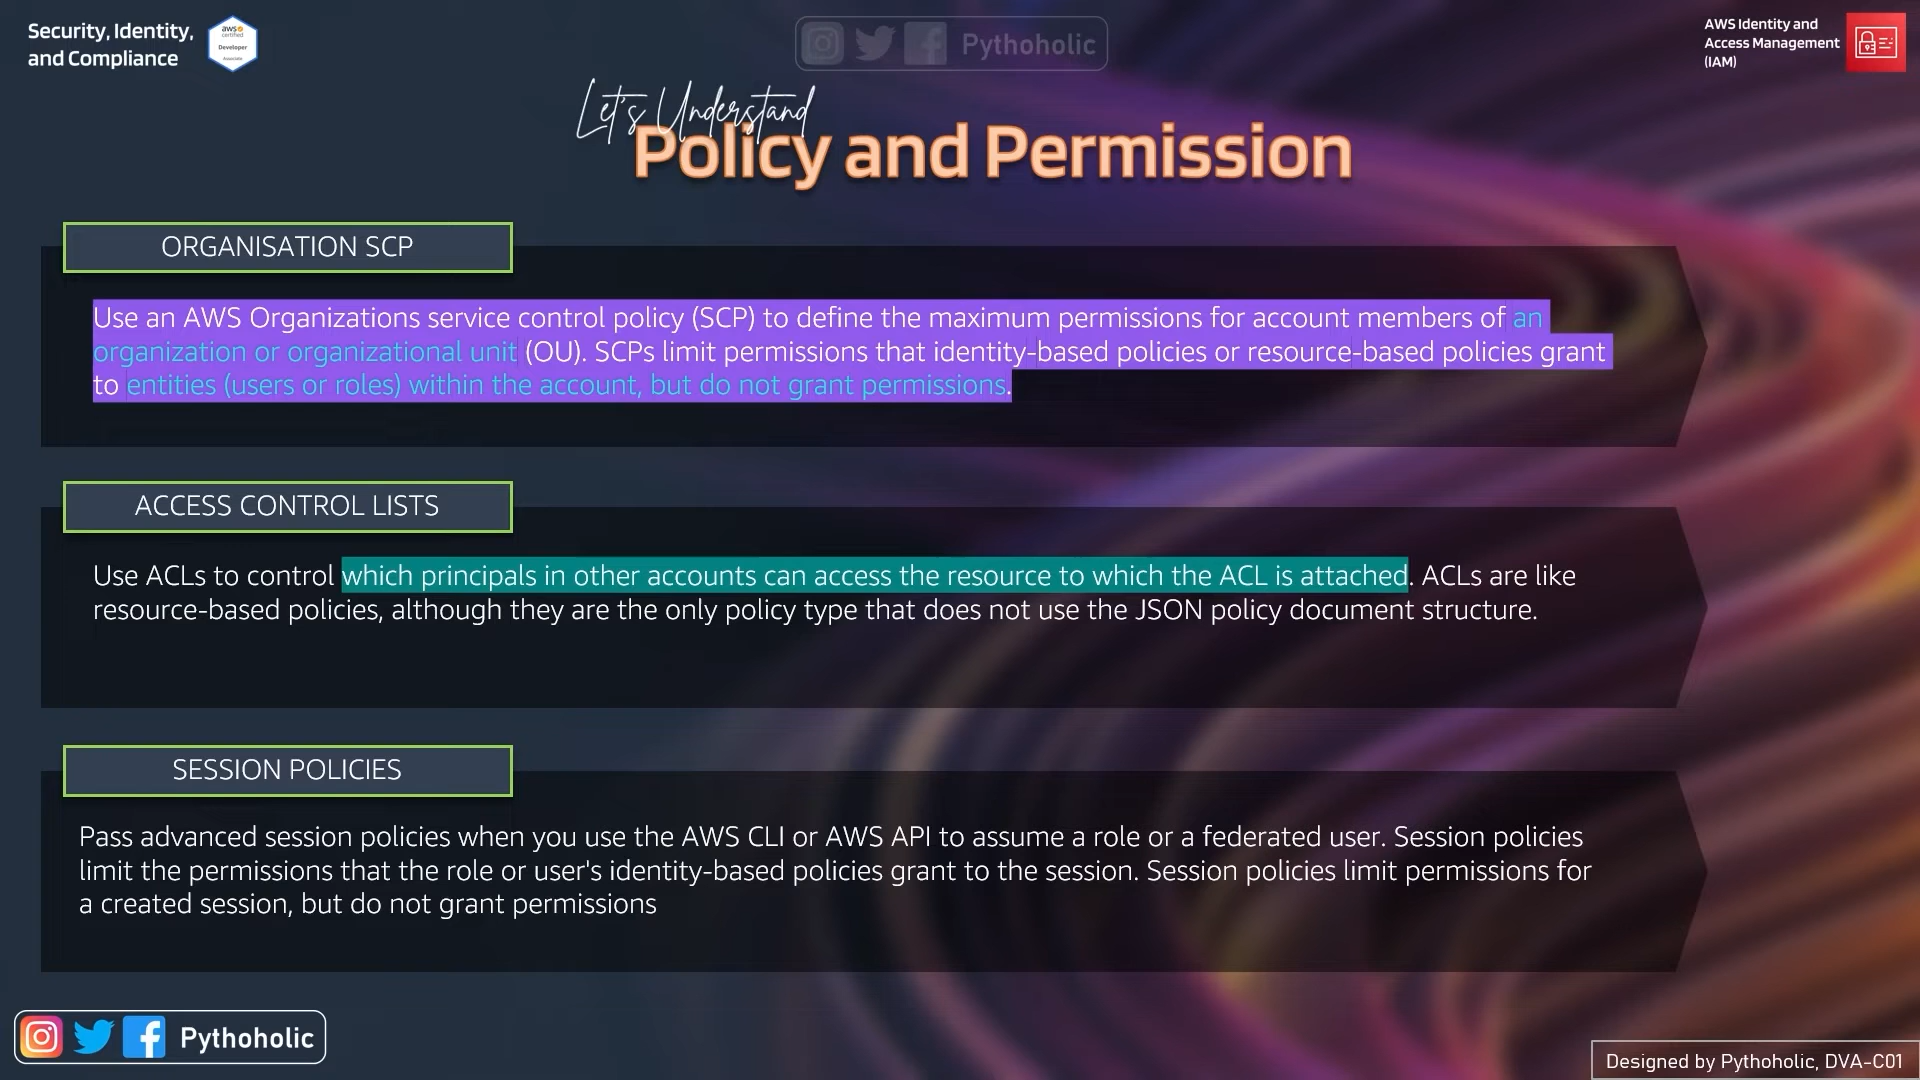 Security, Identity,
and Compliance
aws
certified
Developer
Associate
Pythoholic
AWS Identity and
Access Management
(IAM)
Let's Understand
Policy and Permission
ORGANISATION SCP
Use an AWS Organizations service control policy (SCP) to define the maximum permissions for account members of an
organization or organizational unit (OU). SCPs limit permissions that identity-based policies or resource-based policies grant
to entities (users or roles) within the account, but do not grant permissions.
ACCESS CONTROL LISTS
Use ACLs to control which principals in other accounts can access the resource to which the ACL is attached. ACLs are like
resource-based policies, although they are the only policy type that does not use the JSON policy document structure.
SESSION POLICIES
Pass advanced session policies when you use the AWS CLI or AWS API to assume a role or a federated user. Session policies
limit the permissions that the role or user's identity-based policies grant to the session. Session policies limit permissions for
a created session, but do not grant permissions
Pythoholic
Designed by Pythoholic, DVA-C01